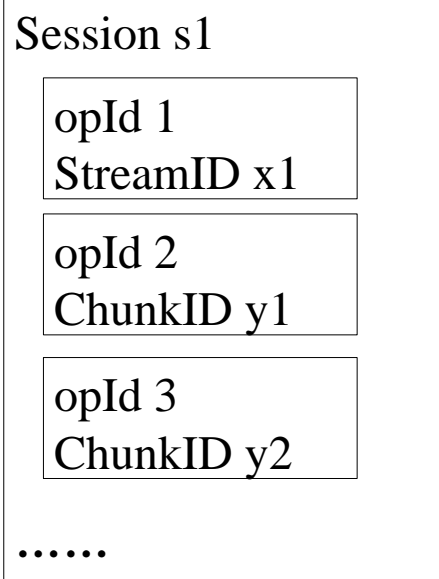 Session s1
opId 1
StreamID x1
opId 2
ChunkID y1
opId 3
ChunkID y2
……